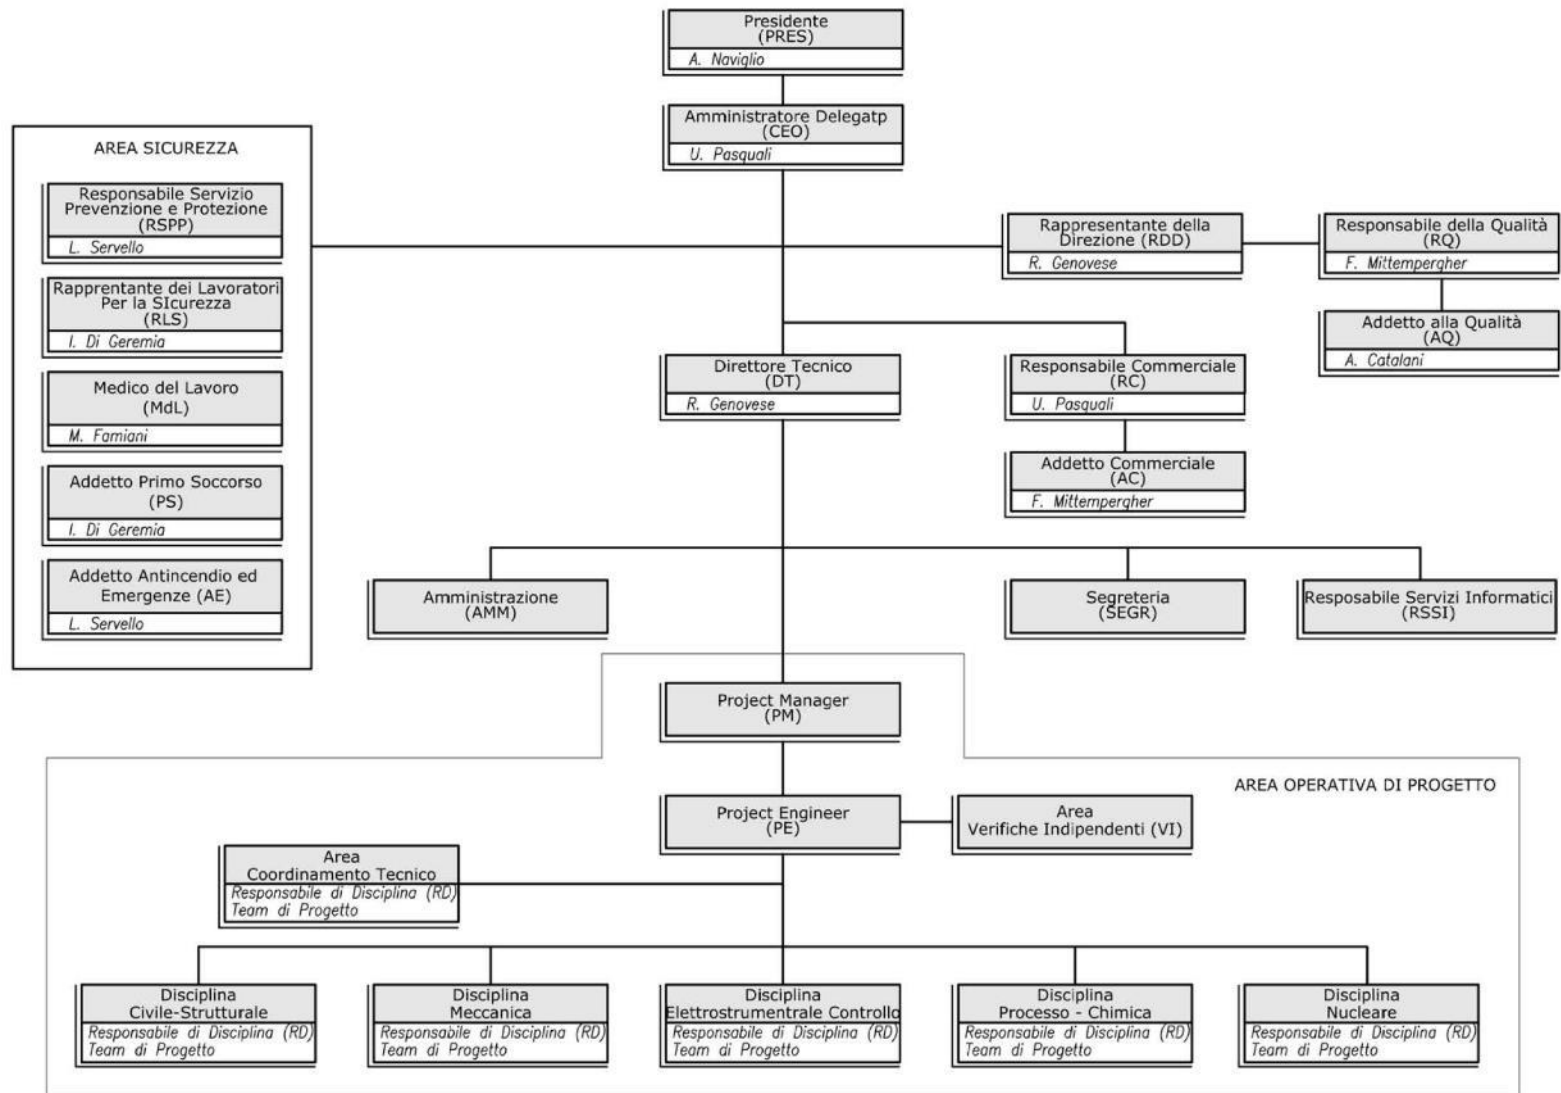 Presidente
(PRES)
A. Naviglio
Amministratore Delegatp
(CEO)
U. Pasquali
AREA SICUREZZA
Responsabile Servizio
Prevenzione e Protezione
(RSPP)
L. Servello
Rapprentante dei Lavoratori
Per la SIcurezza
(RLS)
I. Di Geremia
Medico del Lavoro
(MdL)
M. Famiani
Addetto Primo Soccorso
(PS)
I. Di Geremia
Addetto Antincendio ed
Emergenze (AE)
L. Servello
Rappresentante della
Direzione (RDD)
R. Genovese
Responsabile della Qualità
(RQ)
F. Mittempergher
Addetto alla Qualità
(AQ)
A. Catalani
Direttore Tecnico
(DT)
R. Genovese
Responsabile Commerciale
(RC)
U. Pasquali
Addetto Commerciale
(AC)
F. Mittempergher
Amministrazione
(AMM)
Segreteria
(SEGR)
Resposabile Servizi Informatici
(RSSI)
Project Manager
(PM)
AREA OPERATIVA DI PROGETTO
Project Engineer
(PE)
Area
Verifiche Indipendenti (VI)
Area
Coordinamento Tecnico
Responsabile di Disciplina (RD)
Team di Progetto
Disciplina
Civile-Strutturale
Responsabile di Disciplina (RD)
Team di Progetto
Disciplina
Meccanica
Responsabile di Disciplina (RD)
Team di Progetto
Disciplina
Elettrostrumentrale Controllo
Responsabile di Disciplina (RD)
Team di Progetto
Disciplina
Processo - Chimica
Responsabile di Disciplina (RD)
Team di Progetto
Disciplina
Nucleare
Responsabile di Disciplina (RD)
Team di Progetto